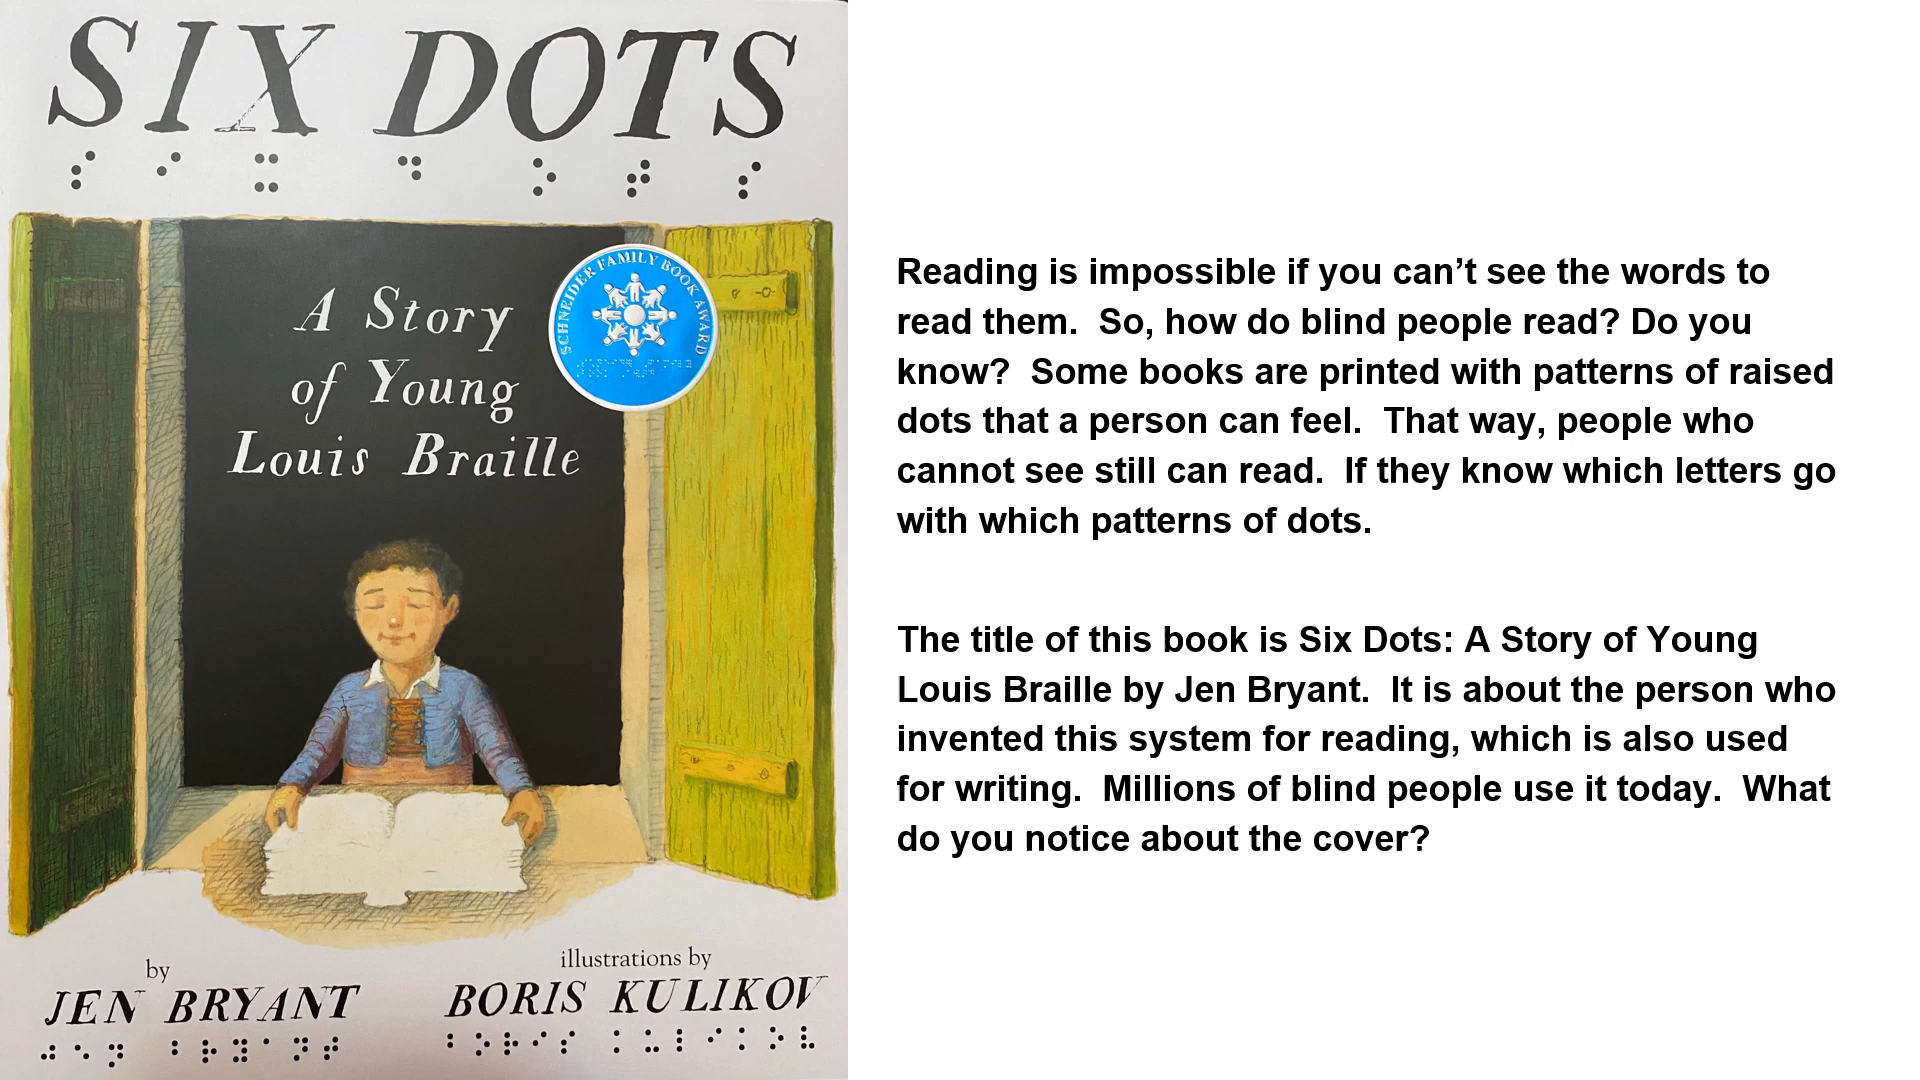 SIX DOTS
⠎ ⠊ ⠭ ⠙ ⠕ ⠞ ⠎
A Story
of Young
Louis Braille
SCHNEIDER FAMILY BOOK AWARD
by
JEN BRYANT
⠚⠑⠝ ⠃⠗⠽⠁⠝⠞
illustrations by
BORIS KULIKOV
⠃⠕⠗⠊⠎ ⠅⠥⠇⠊⠅⠕⠧
Reading is impossible if you can’t see the words to
read them.  So, how do blind people read? Do you
know?  Some books are printed with patterns of raised
dots that a person can feel.  That way, people who
cannot see still can read.  If they know which letters go
with which patterns of dots.
The title of this book is Six Dots: A Story of Young
Louis Braille by Jen Bryant.  It is about the person who
invented this system for reading, which is also used
for writing.  Millions of blind people use it today.  What
do you notice about the cover?